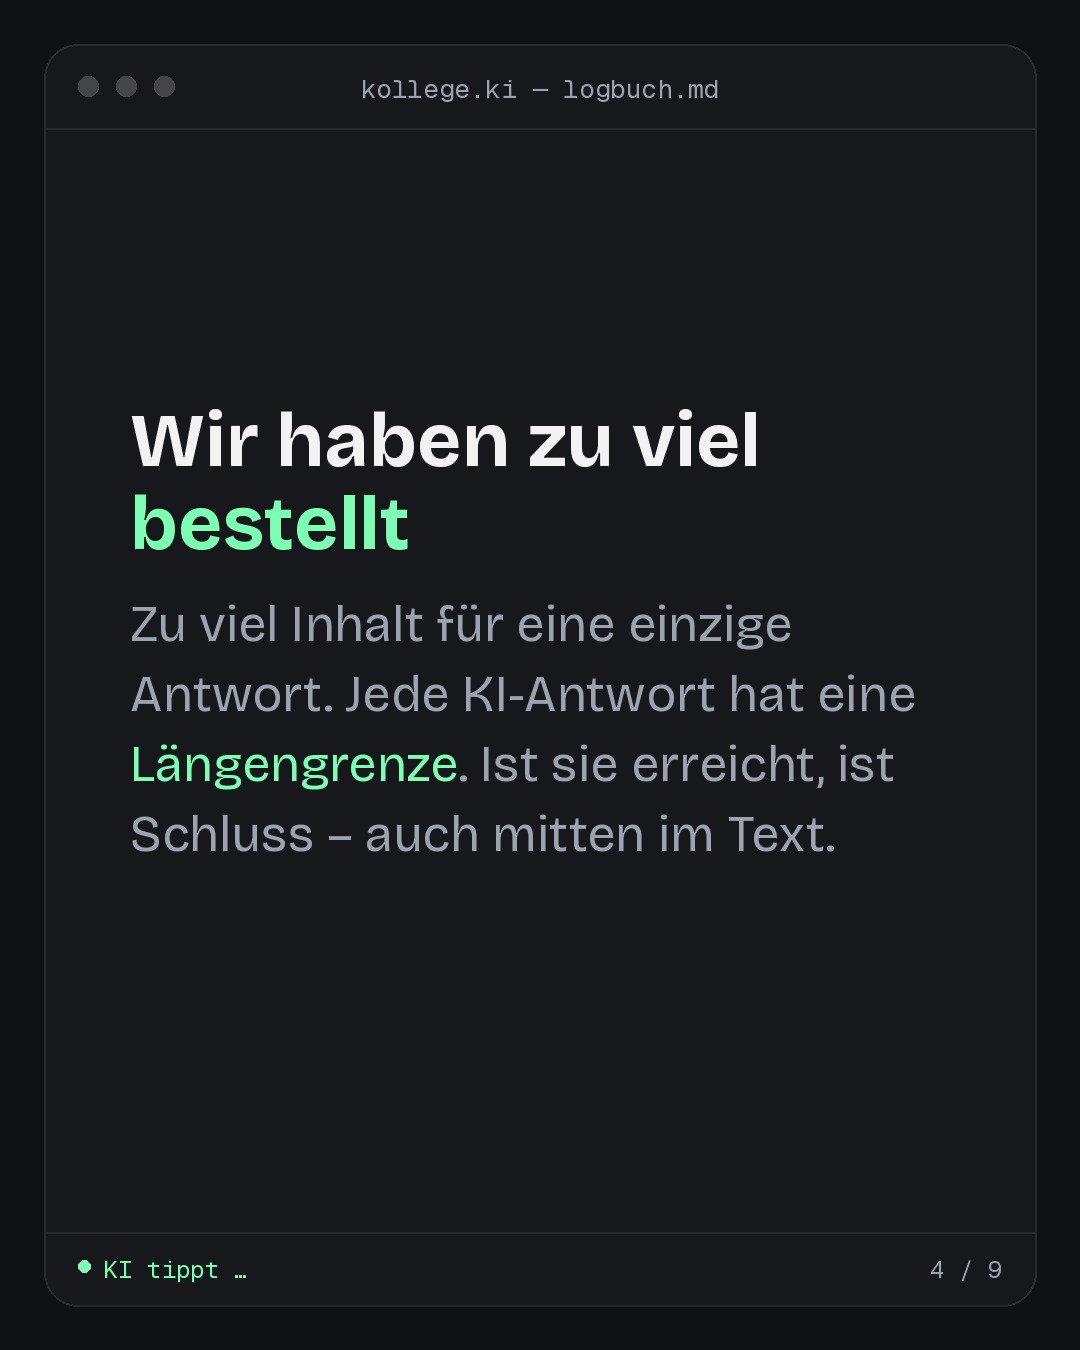 kollege.ki — logbuch.md
Wir haben zu viel
bestellt
Zu viel Inhalt für eine einzige
Antwort. Jede KI-Antwort hat eine
Längengrenze. Ist sie erreicht, ist
Schluss – auch mitten im Text.
KI tippt …
4 / 9